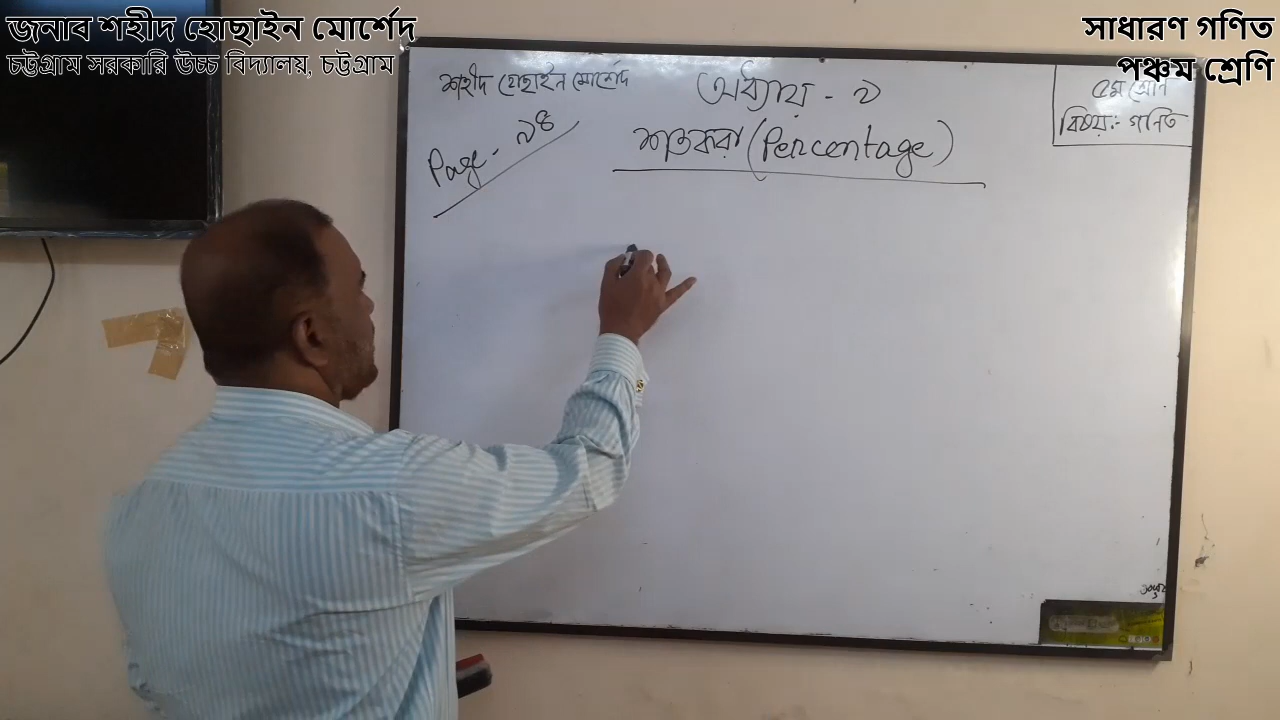 জনাব শহীদ হোছাইন মোর্শেদ
চট্টগ্রাম সরকারি উচ্চ বিদ্যালয়, চট্টগ্রাম
সাধারণ গণিত
পঞ্চম শ্রেণি
শহীদ হোছাইন মোর্শেদ
অধ্যায় - ৯
শতকরা (Percentage)
Page - ৯৪
৫ম শ্রেণি
বিষয়:- গণিত